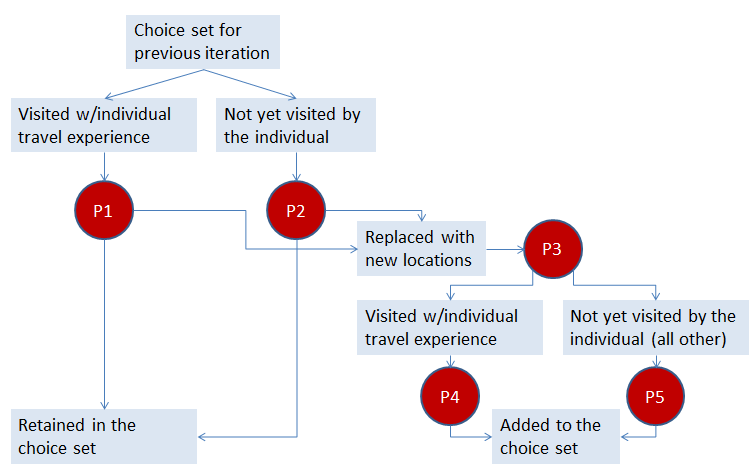 Choice set for
previous iteration
Visited w/individual
travel experience
Not yet visited by
the individual
P1
P2
Replaced with
new locations
P3
Visited w/individual
travel experience
Not yet visited by the
individual (all other)
P4
P5
Retained in the
choice set
Added to the
choice set